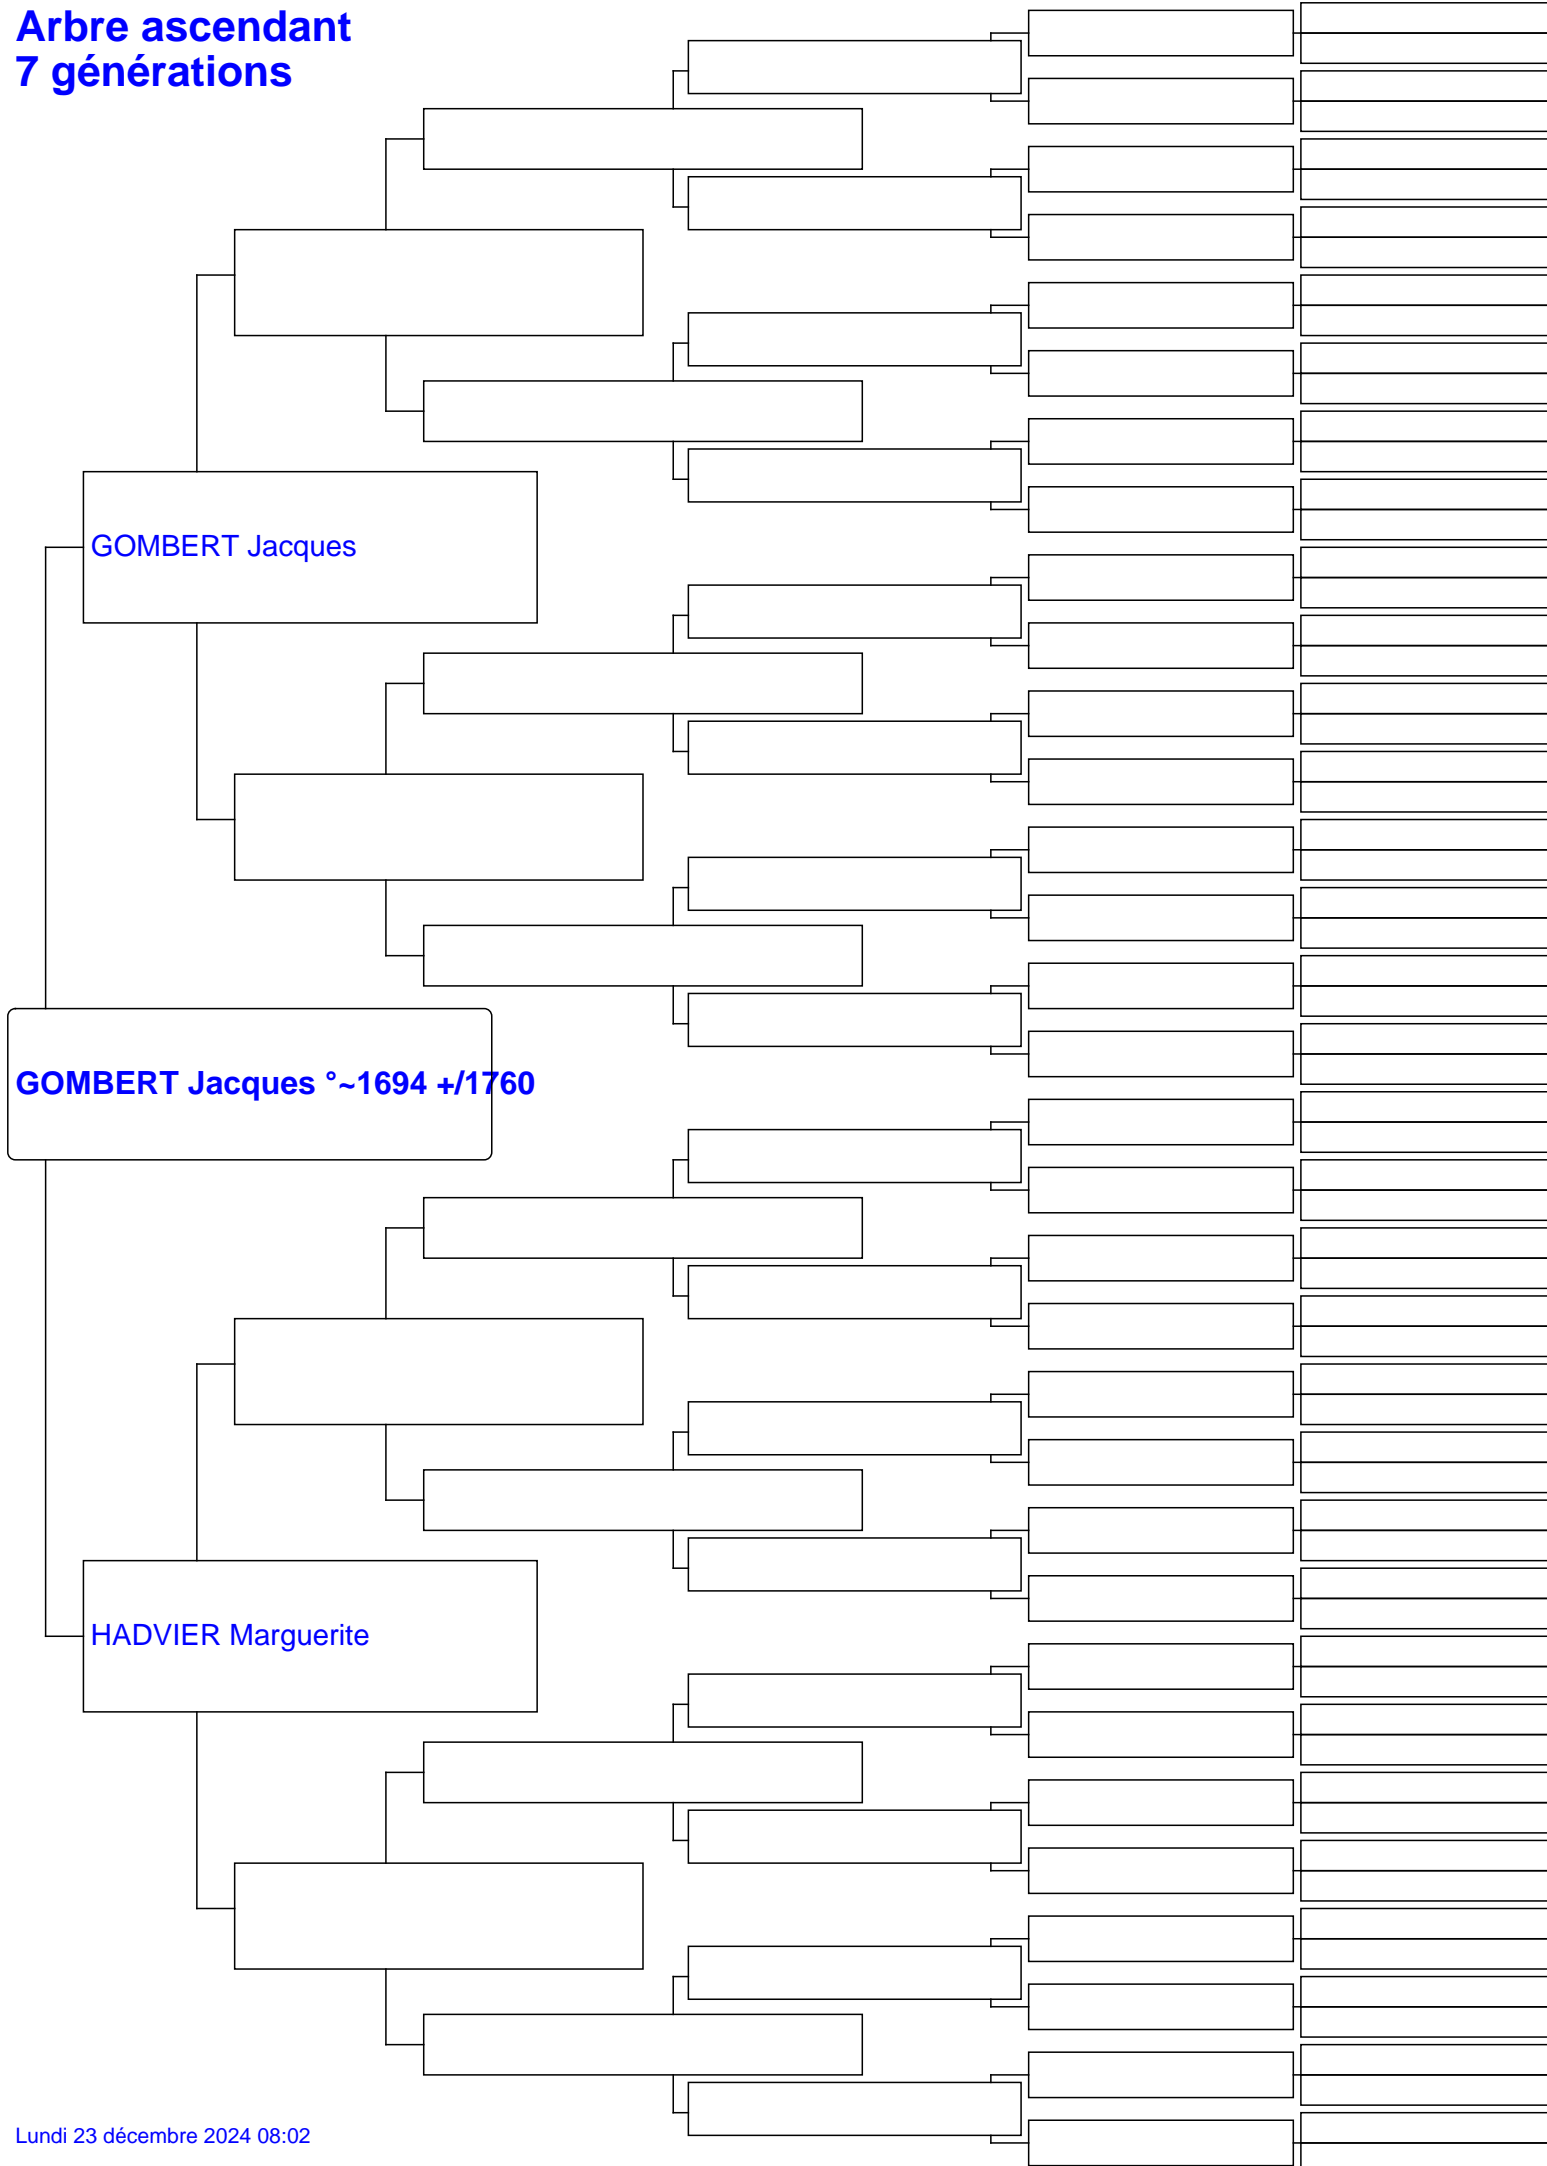 Arbre ascendant
7 générations
GOMBERT Jacques
GOMBERT Jacques °~1694 +/1760
HADVIER Marguerite
Lundi 23 décembre 2024 08:02